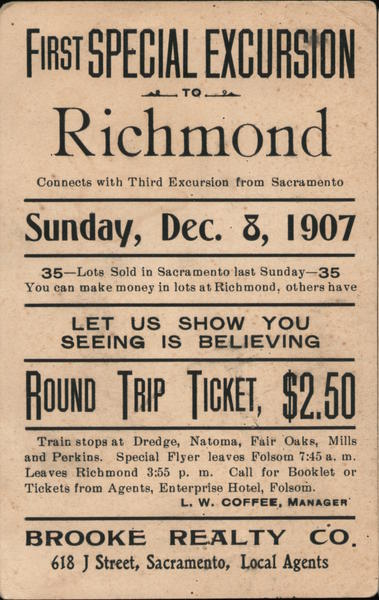 FIRST SPECIAL EXCURSION
TO
Richmond
Connects with Third Excursion from Sacramento
Sunday, Dec. 8, 1907
35—Lots Sold in Sacramento last Sunday—35
You can make money in lots at Richmond, others have
LET US SHOW YOU
SEEING IS BELIEVING
ROUND TRIP TICKET, $2.50
Train stops at Dredge, Natoma, Fair Oaks, Mills
and Perkins. Special Flyer leaves Folsom 7:45 a. m.
Leaves Richmond 3:55 p. m. Call for Booklet or
Tickets from Agents, Enterprise Hotel, Folsom.
L. W. COFFEE, MANAGER
BROOKE REALTY CO.
618 J Street, Sacramento, Local Agents